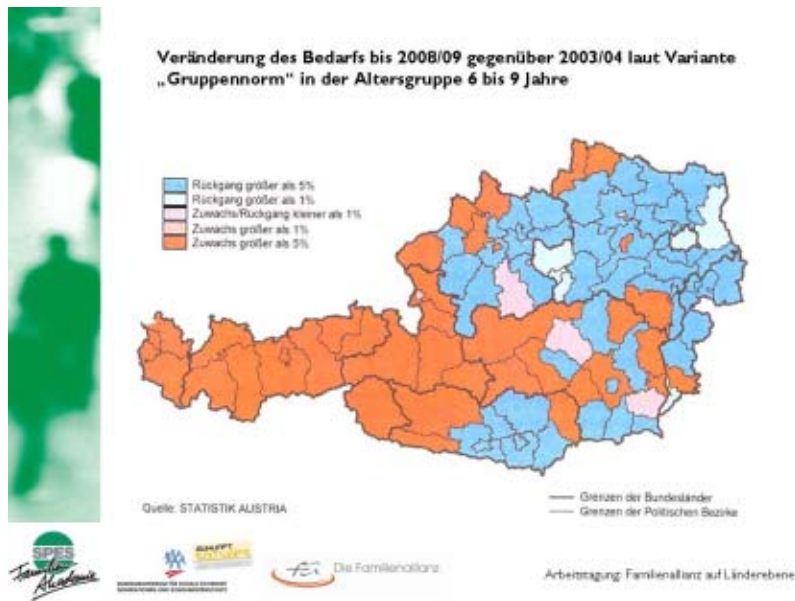 Veränderung des Bedarfs bis 2008/09 gegenüber 2003/04 laut Variante
„Gruppennorm“ in der Altersgruppe 6 bis 9 Jahre
Rückgang größer als 5%
Rückgang größer als 1%
Zuwachs/Rückgang kleiner als 1%
Zuwachs größer als 1%
Zuwachs größer als 5%
Quelle: STATISTIK AUSTRIA
Grenzen der Bundesländer
Grenzen der Politischen Bezirke
SPES
Familien
Akademie
soziales
Die Familienallianz
Arbeitstagung: Familienallianz auf Länderebene